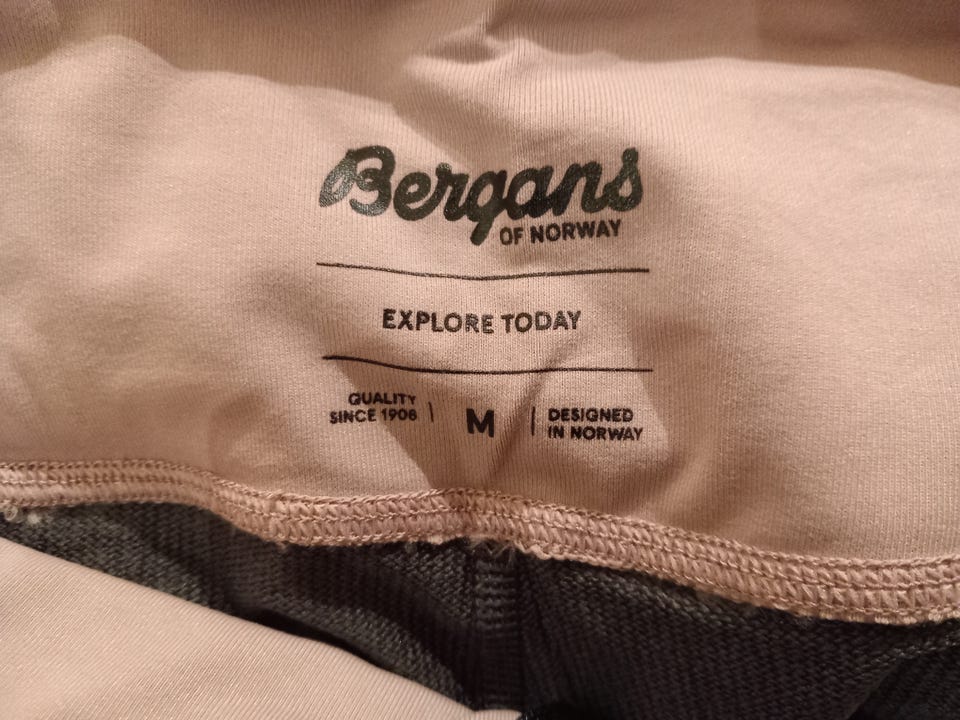 Bergans
OF NORWAY
EXPLORE TODAY
QUALITY
SINCE 1908
M
DESIGNED
IN NORWAY